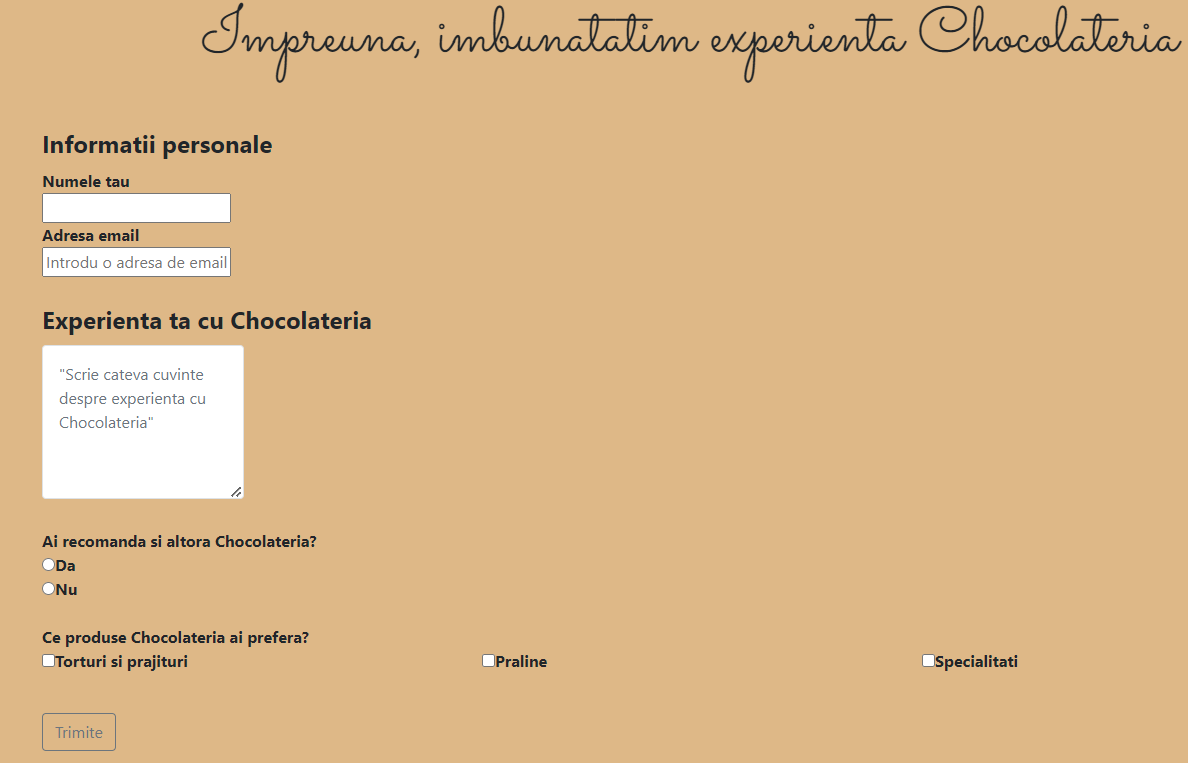 Impreuna, imbunatatim experienta Chocolateria
Informatii personale
Numele tau
Adresa email
Introdu o adresa de email
Experienta ta cu Chocolateria
"Scrie cateva cuvinte
despre experienta cu
Chocolateria"
Ai recomanda si altora Chocolateria?
Da
Nu
Ce produse Chocolateria ai prefera?
Torturi si prajituri Praline Specialitati
Trimite